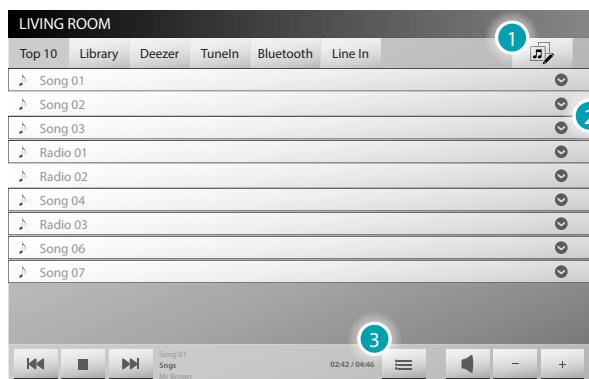 LIVING ROOM
1
Top 10 Library Deezer TuneIn Bluetooth Line In
Song 01
Song 02
2
Song 03
Radio 01
Radio 02
Song 04
Radio 03
Song 06
Song 07
3
Song 01
Sngs
02:42 / 04:46
Mr Brown
- +